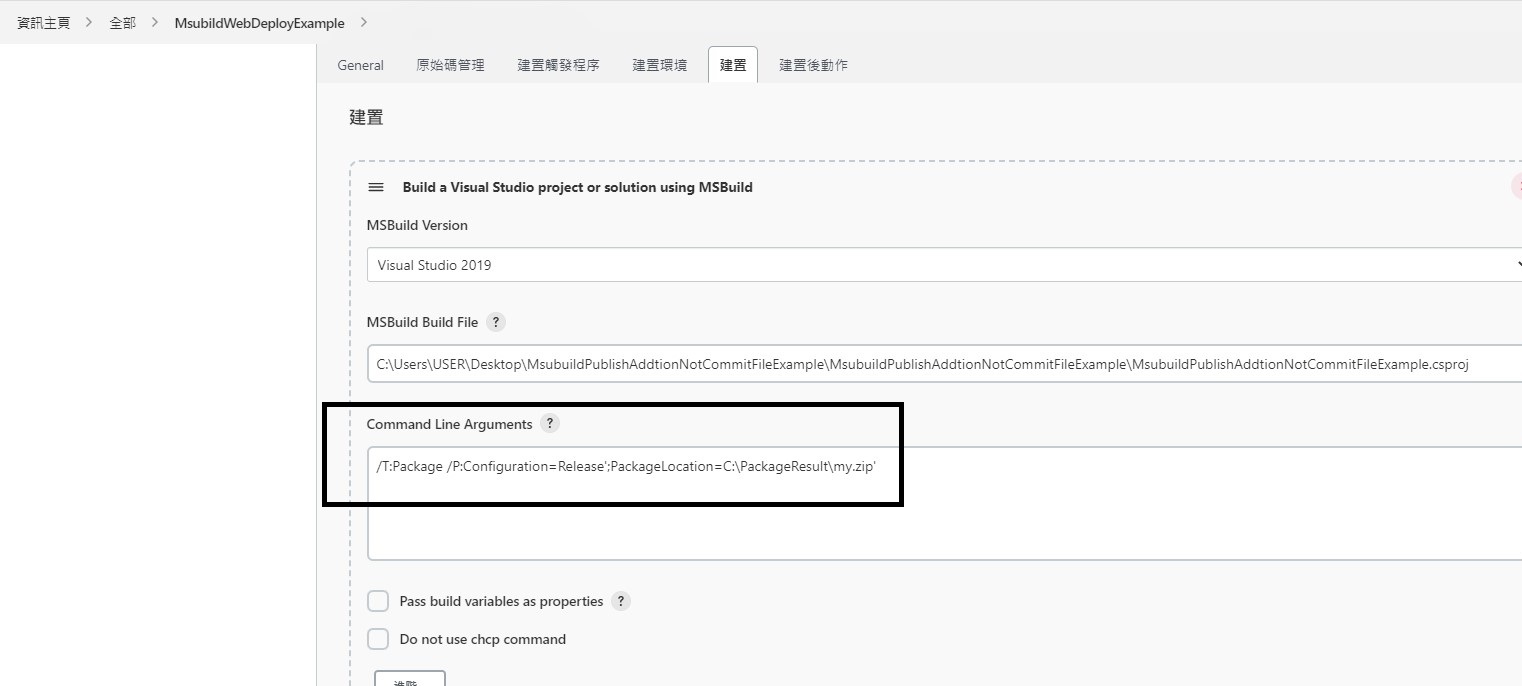 資訊主頁 > 全部 > MsubildWebDeployExample >
General 原始碼管理 建置觸發程序 建置環境 建置 建置後動作
建置
Build a Visual Studio project or solution using MSBuild
MSBuild Version
Visual Studio 2019
MSBuild Build File ?
C:\Users\USER\Desktop\MsubuildPublishAddtionNotCommitFileExample\MsubuildPublishAddtionNotCommitFileExample\MsubuildPublishAddtionNotCommitFileExample.csproj
Command Line Arguments ?
/T:Package /P:Configuration=Release';PackageLocation=C:\PackageResult\my.zip'
Pass build variables as properties ?
Do not use chcp command